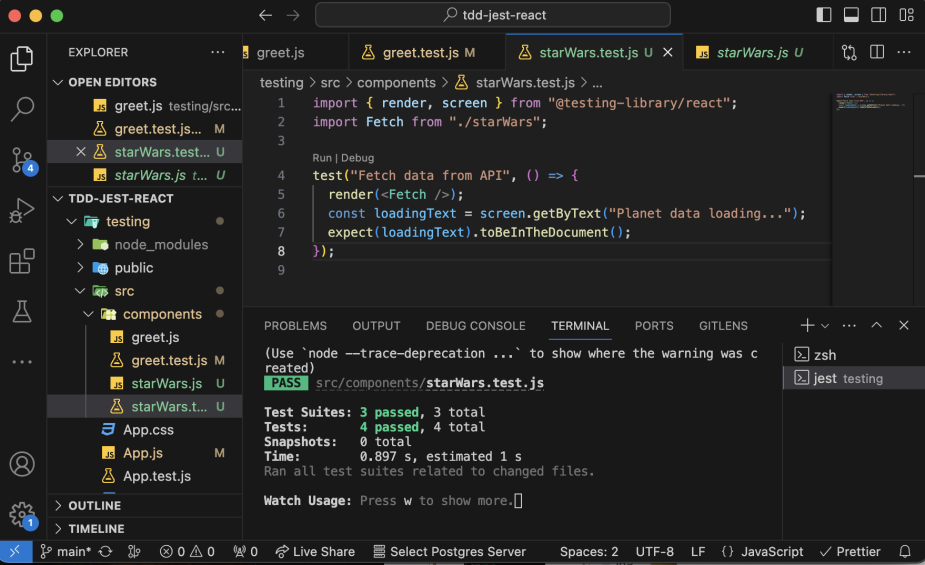 tdd-jest-react
EXPLORER
OPEN EDITORS
greet.js testing/src...
greet.test.js... M
starWars.test... U
starWars.js t... U
TDD-JEST-REACT
testing
node_modules
public
src
components
greet.js
greet.test.js M
starWars.js U
starWars.t... U
App.css
App.js M
App.test.js
OUTLINE
TIMELINE
4
1
greet.js
greet.test.js M
starWars.test.js U
starWars.js U
testing > src > components > starWars.test.js > ...
1 import { render, screen } from "@testing-library/react";
2 import Fetch from "./starWars";
3
Run | Debug
4 test("Fetch data from API", () => {
5 render(<Fetch />);
6 const loadingText = screen.getByText("Planet data loading...");
7 expect(loadingText).toBeInTheDocument();
8 });
9
PROBLEMS OUTPUT DEBUG CONSOLE TERMINAL PORTS GITLENS
(Use `node --trace-deprecation ...` to show where the warning was c
reated)
PASS src/components/starWars.test.js
Test Suites: 3 passed, 3 total
Tests: 4 passed, 4 total
Snapshots: 0 total
Time: 0.897 s, estimated 1 s
Ran all test suites related to changed files.
Watch Usage: Press w to show more.
zsh
jest testing
main* 0 0 0 Live Share Select Postgres Server Spaces: 2 UTF-8 LF {} JavaScript Prettier